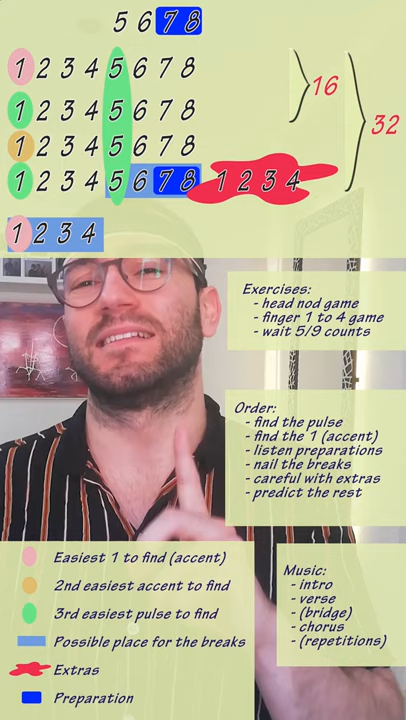 5 6 7 8
1 2 3 4 5 6 7 8
16
1 2 3 4 5 6 7 8
32
1 2 3 4 5 6 7 8
1 2 3 4 5 6 7 8 1 2 3 4
1 2 3 4
Exercises:
- head nod game
- finger 1 to 4 game
- wait 5/9 counts
Order:
- find the pulse
- find the 1 (accent)
- listen preparations
- nail the breaks
- careful with extras
- predict the rest
Easiest 1 to find (accent)
2nd easiest accent to find
3rd easiest pulse to find
Possible place for the breaks
Extras
Preparation
Music:
- intro
- verse
- (bridge)
- chorus
- (repetitions)